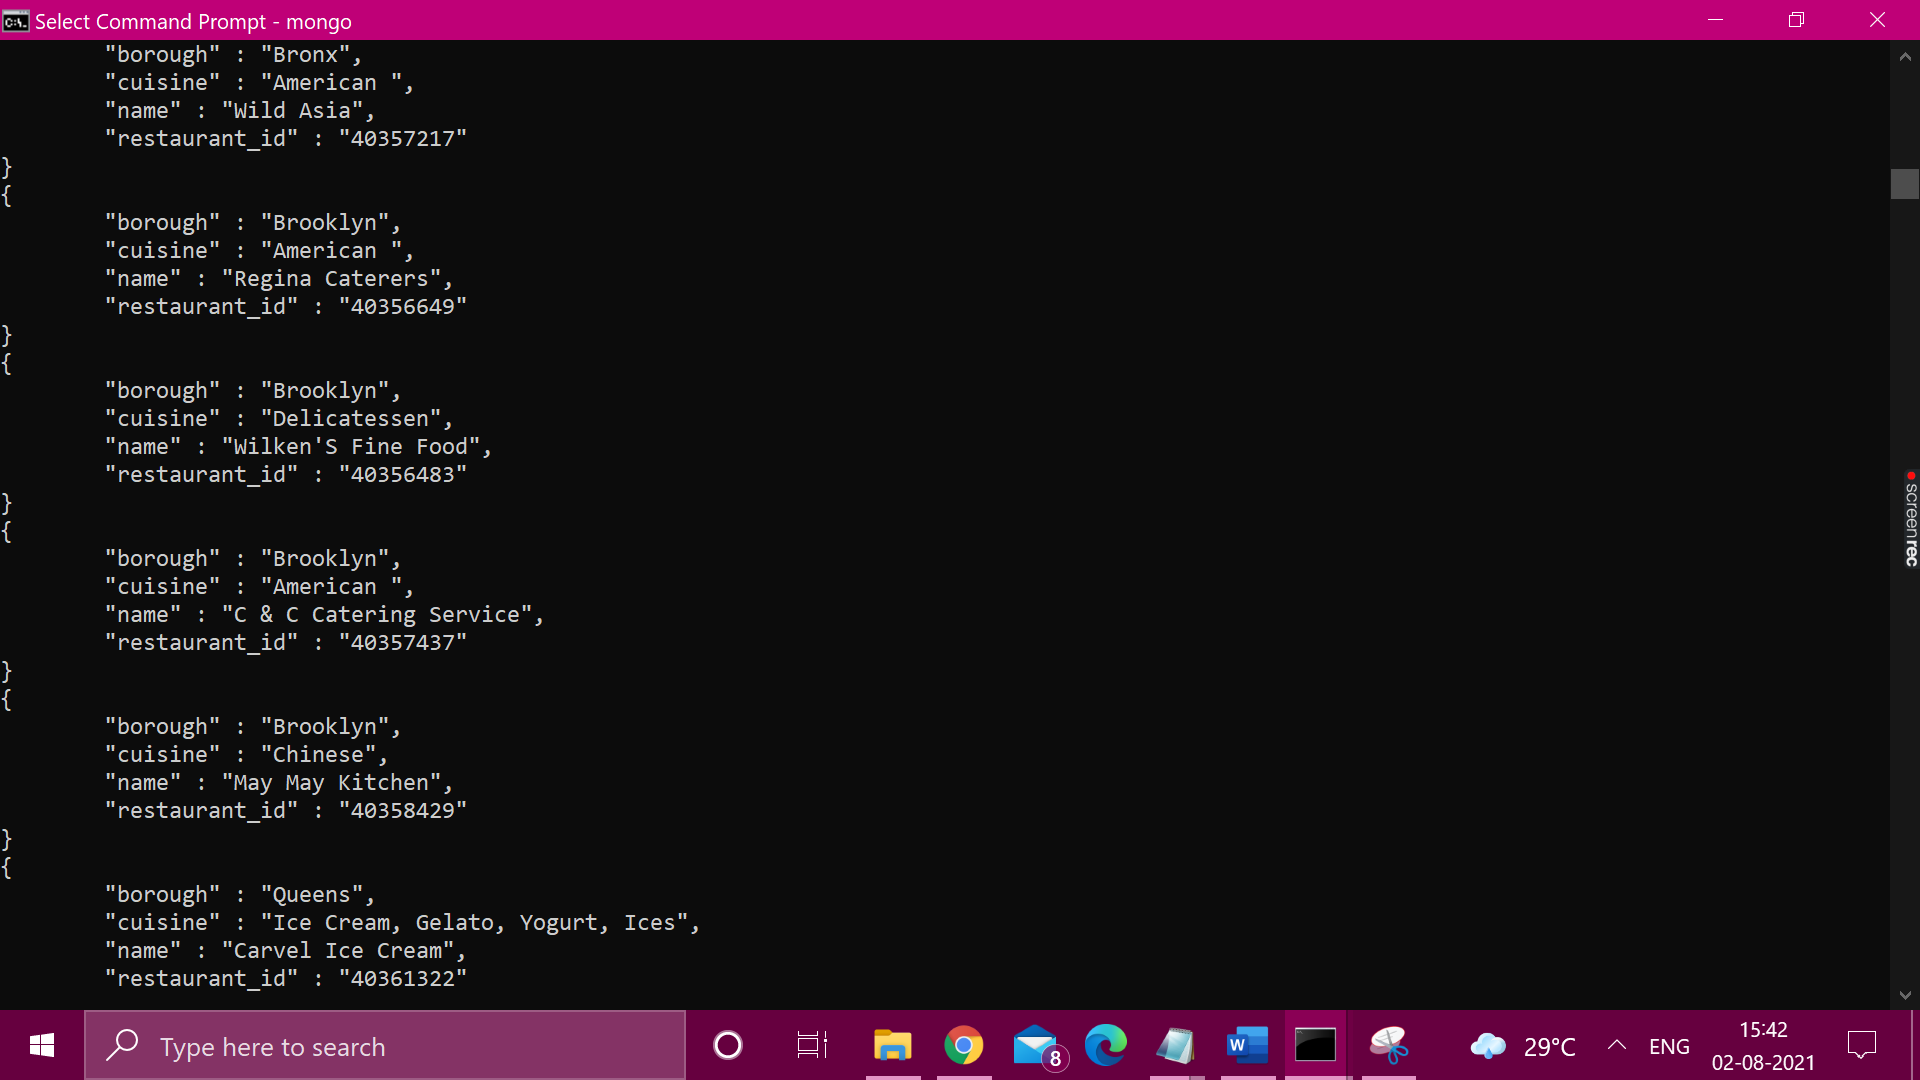 Select Command Prompt - mongo
"borough" : "Bronx",
"cuisine" : "American ",
"name" : "Wild Asia",
"restaurant_id" : "40357217"
}
{
"borough" : "Brooklyn",
"cuisine" : "American ",
"name" : "Regina Caterers",
"restaurant_id" : "40356649"
}
{
"borough" : "Brooklyn",
"cuisine" : "Delicatessen",
"name" : "Wilken'S Fine Food",
"restaurant_id" : "40356483"
}
{
"borough" : "Brooklyn",
"cuisine" : "American ",
"name" : "C & C Catering Service",
"restaurant_id" : "40357437"
}
{
"borough" : "Brooklyn",
"cuisine" : "Chinese",
"name" : "May May Kitchen",
"restaurant_id" : "40358429"
}
{
"borough" : "Queens",
"cuisine" : "Ice Cream, Gelato, Yogurt, Ices",
"name" : "Carvel Ice Cream",
"restaurant_id" : "40361322"
screenrec
Type here to search
8
W
29°C
ENG
15:42
02-08-2021